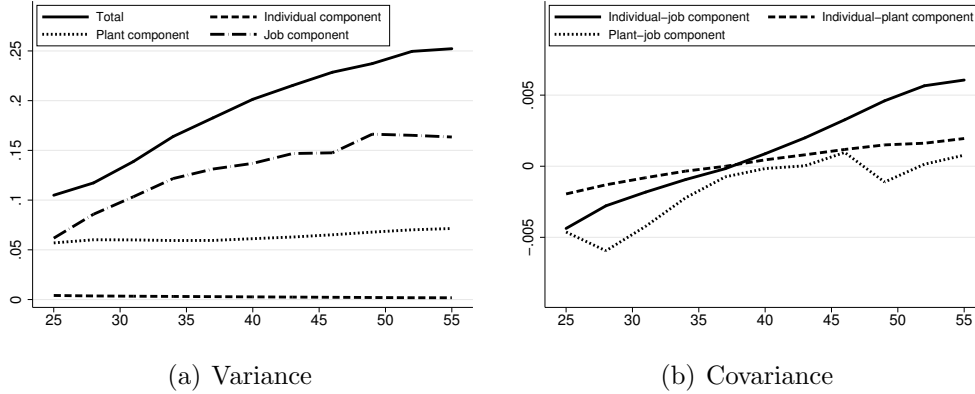 Total
Individual component
Plant component
Job component
.25
.2
.15
.1
.05
0
25 30 35 40 45 50 55
(a) Variance
Individual−job component
Individual−plant component
Plant−job component
.005
0
−.005
25 30 35 40 45 50 55
(b) Covariance